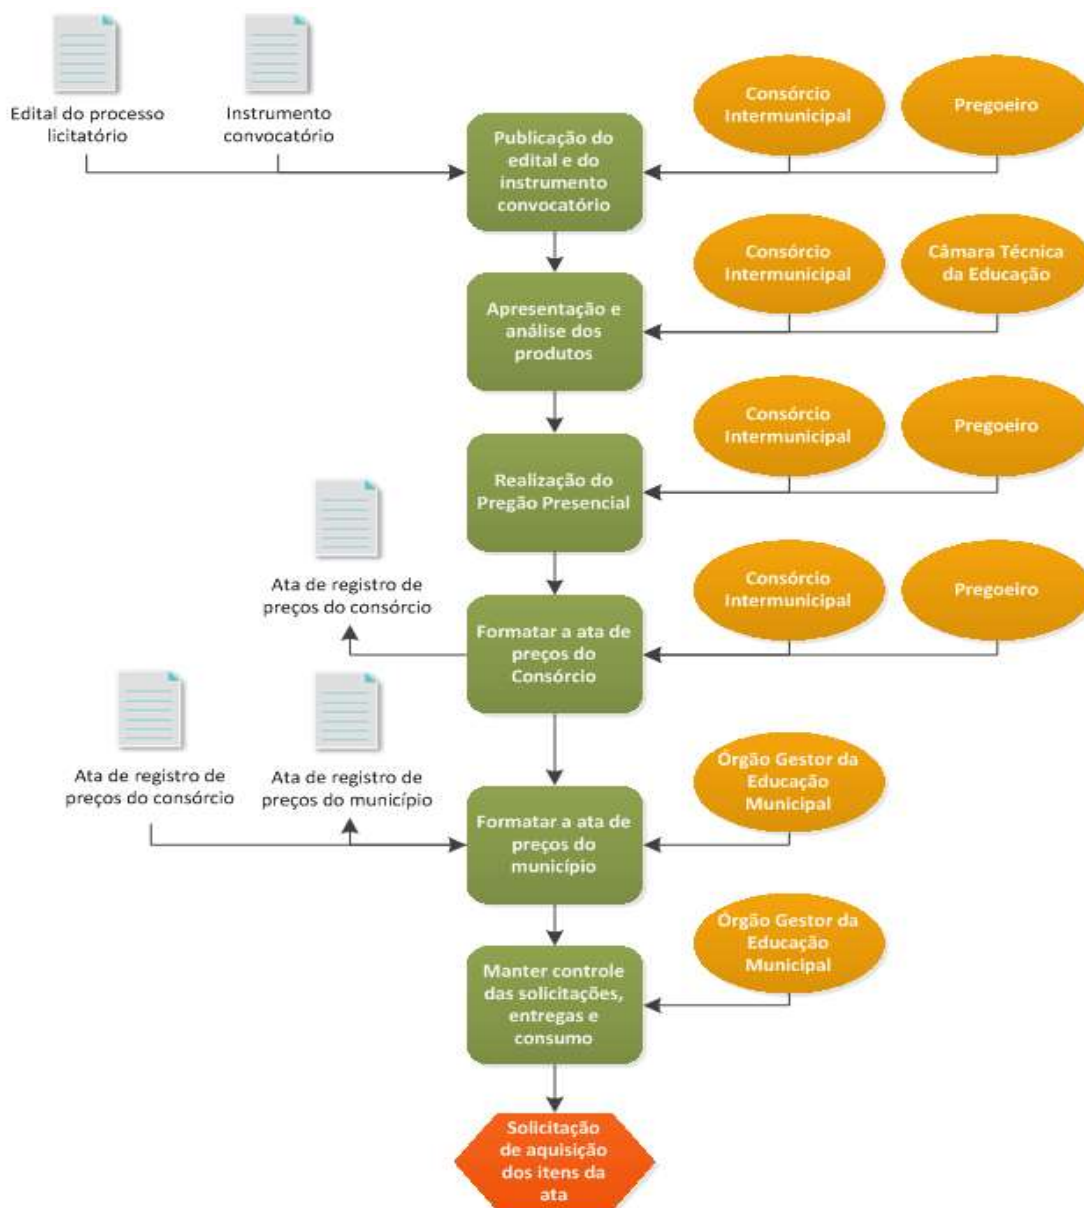 Edital do processo
licitatório
Instrumento
convocatório
Publicação do
edital e do
instrumento
convocatório
Consórcio
Intermunicipal
Pregoeiro
Apresentação e
análise dos
produtos
Consórcio
Intermunicipal
Câmara Técnica
da Educação
Realização do
Pregão Presencial
Consórcio
Intermunicipal
Pregoeiro
Ata de registro de
preços do consórcio
Formatar a ata de
preços do
Consórcio
Consórcio
Intermunicipal
Pregoeiro
Ata de registro de
preços do consórcio
Ata de registro de
preços do município
Formatar a ata de
preços do
município
Órgão Gestor da
Educação
Municipal
Manter controle
das solicitações,
entregas e
consumo
Órgão Gestor da
Educação
Municipal
Solicitação
de aquisição
dos itens da
ata